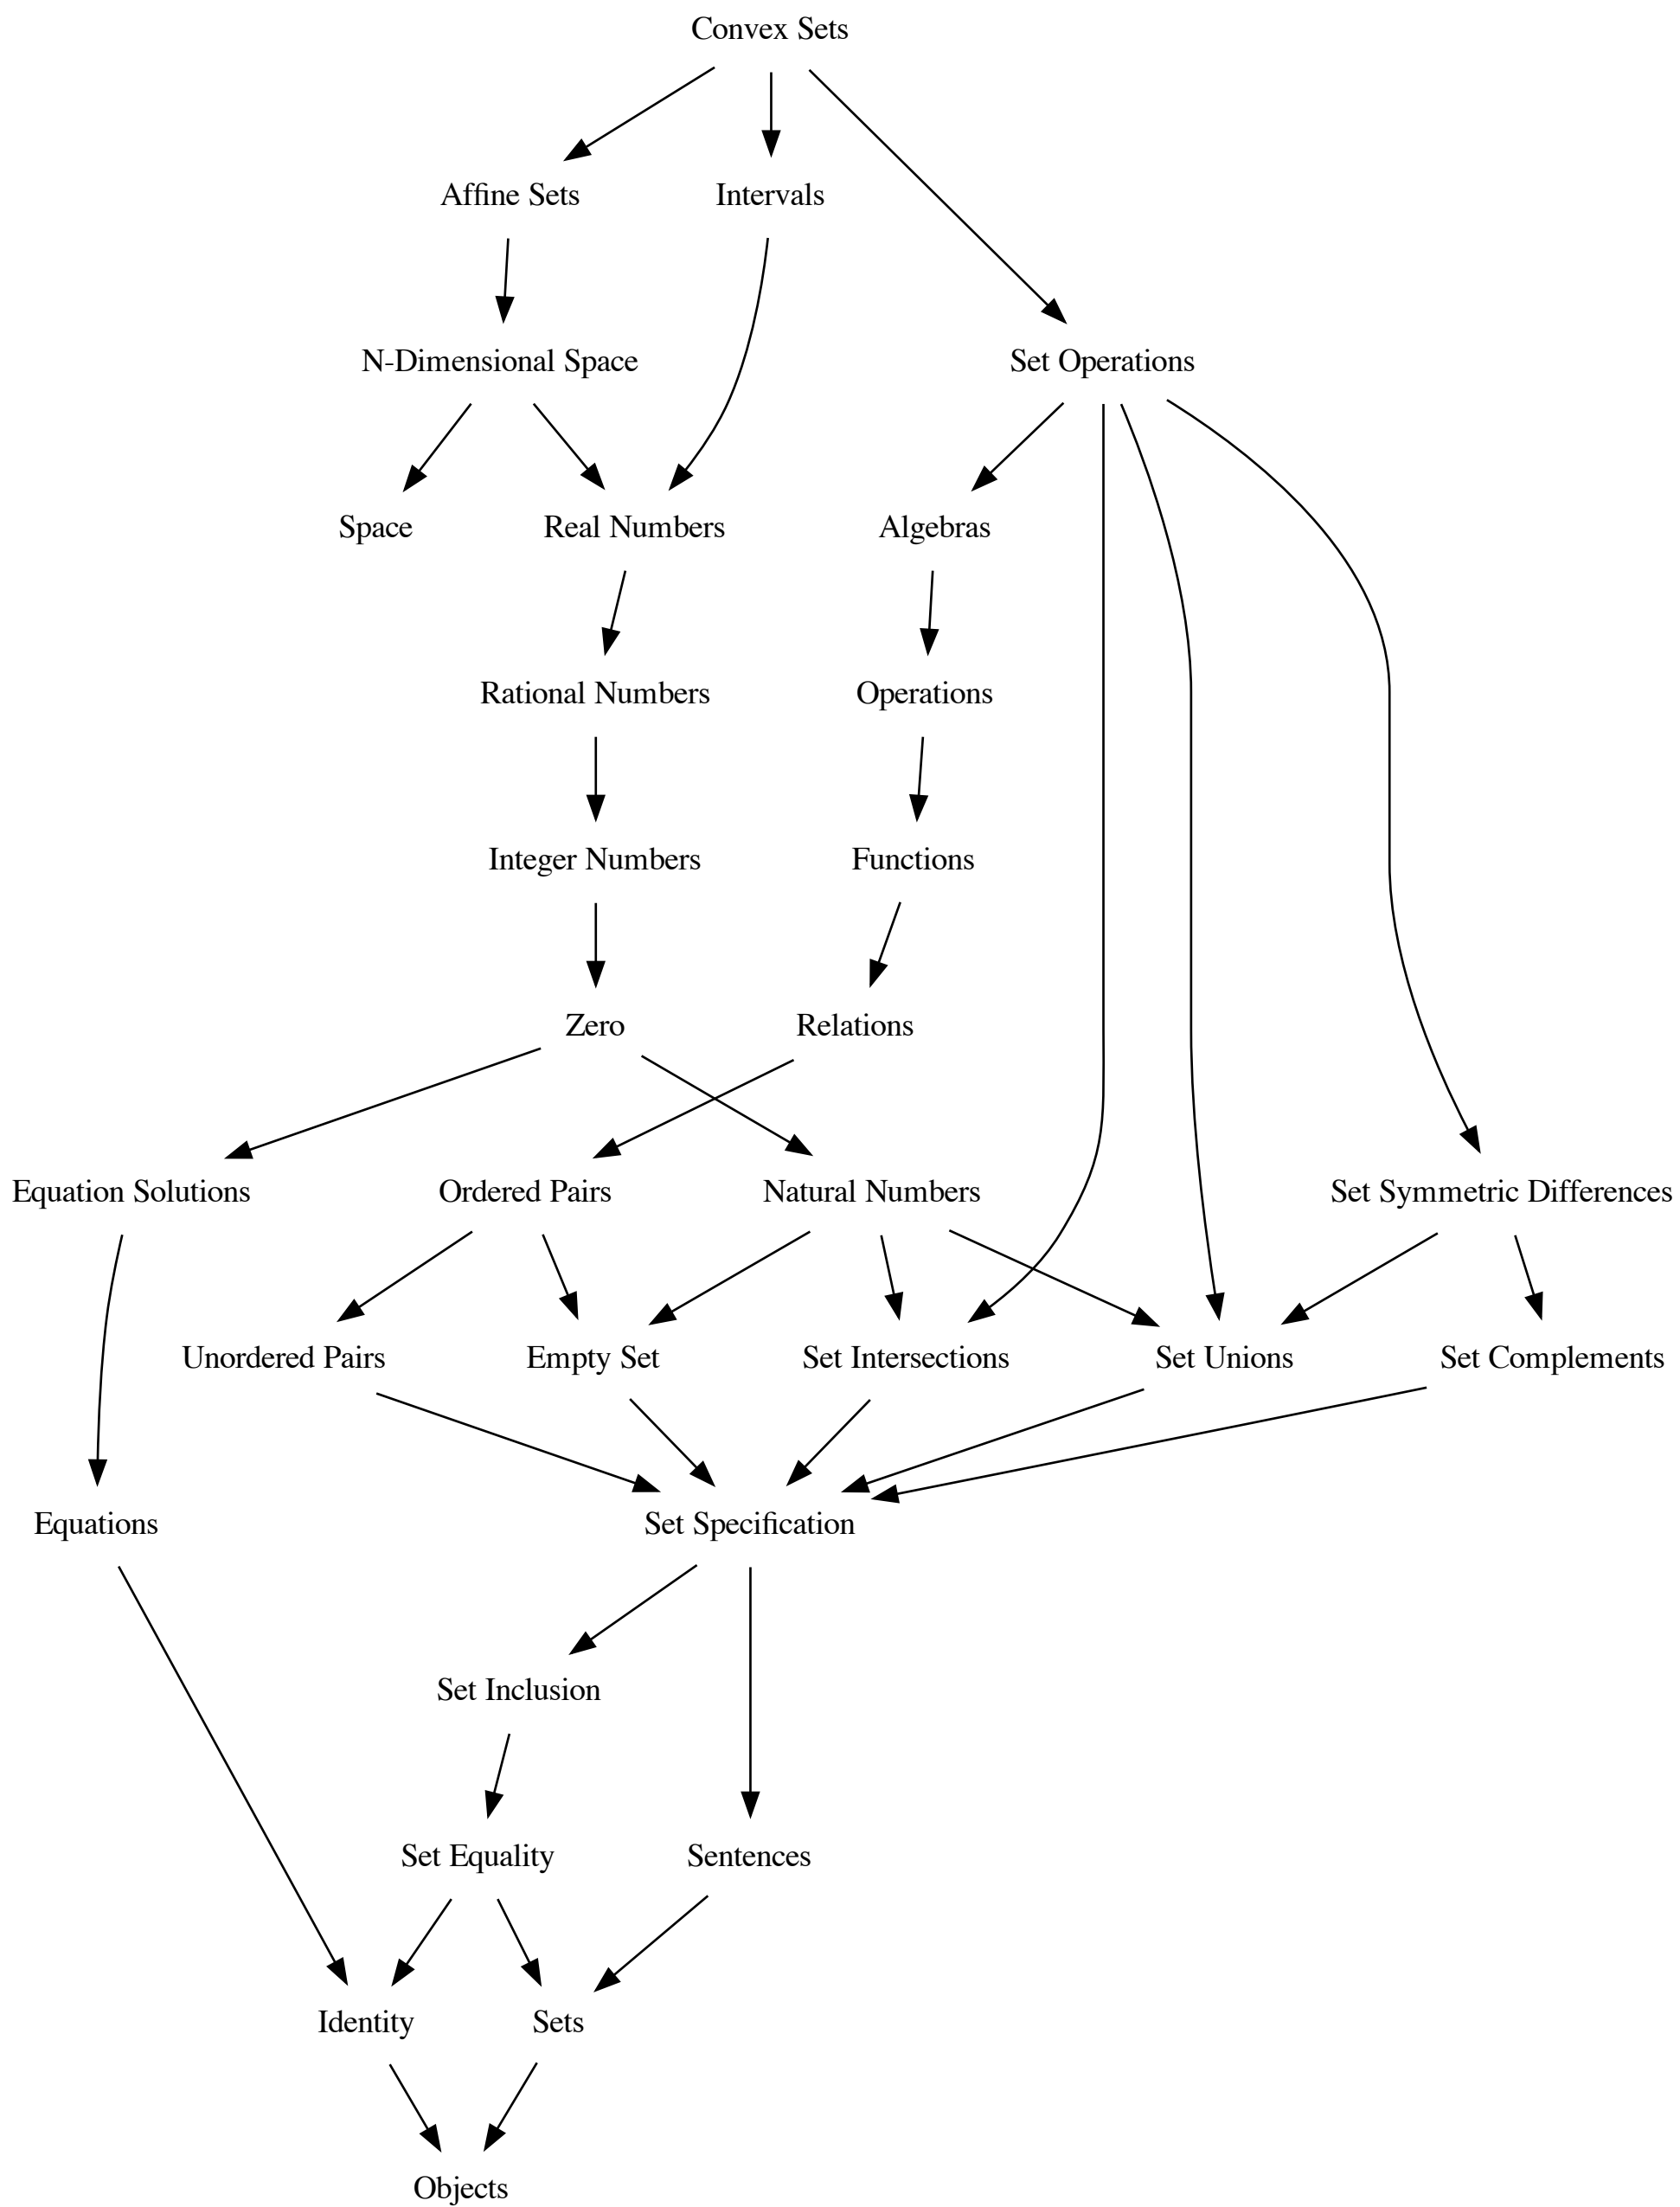 Convex Sets
Affine Sets
Intervals
N-Dimensional Space
Set Operations
Space
Real Numbers
Algebras
Rational Numbers
Operations
Integer Numbers
Functions
Zero
Relations
Equation Solutions
Ordered Pairs
Natural Numbers
Set Symmetric Differences
Unordered Pairs
Empty Set
Set Intersections
Set Unions
Set Complements
Equations
Set Specification
Set Inclusion
Set Equality
Sentences
Identity
Sets
Objects